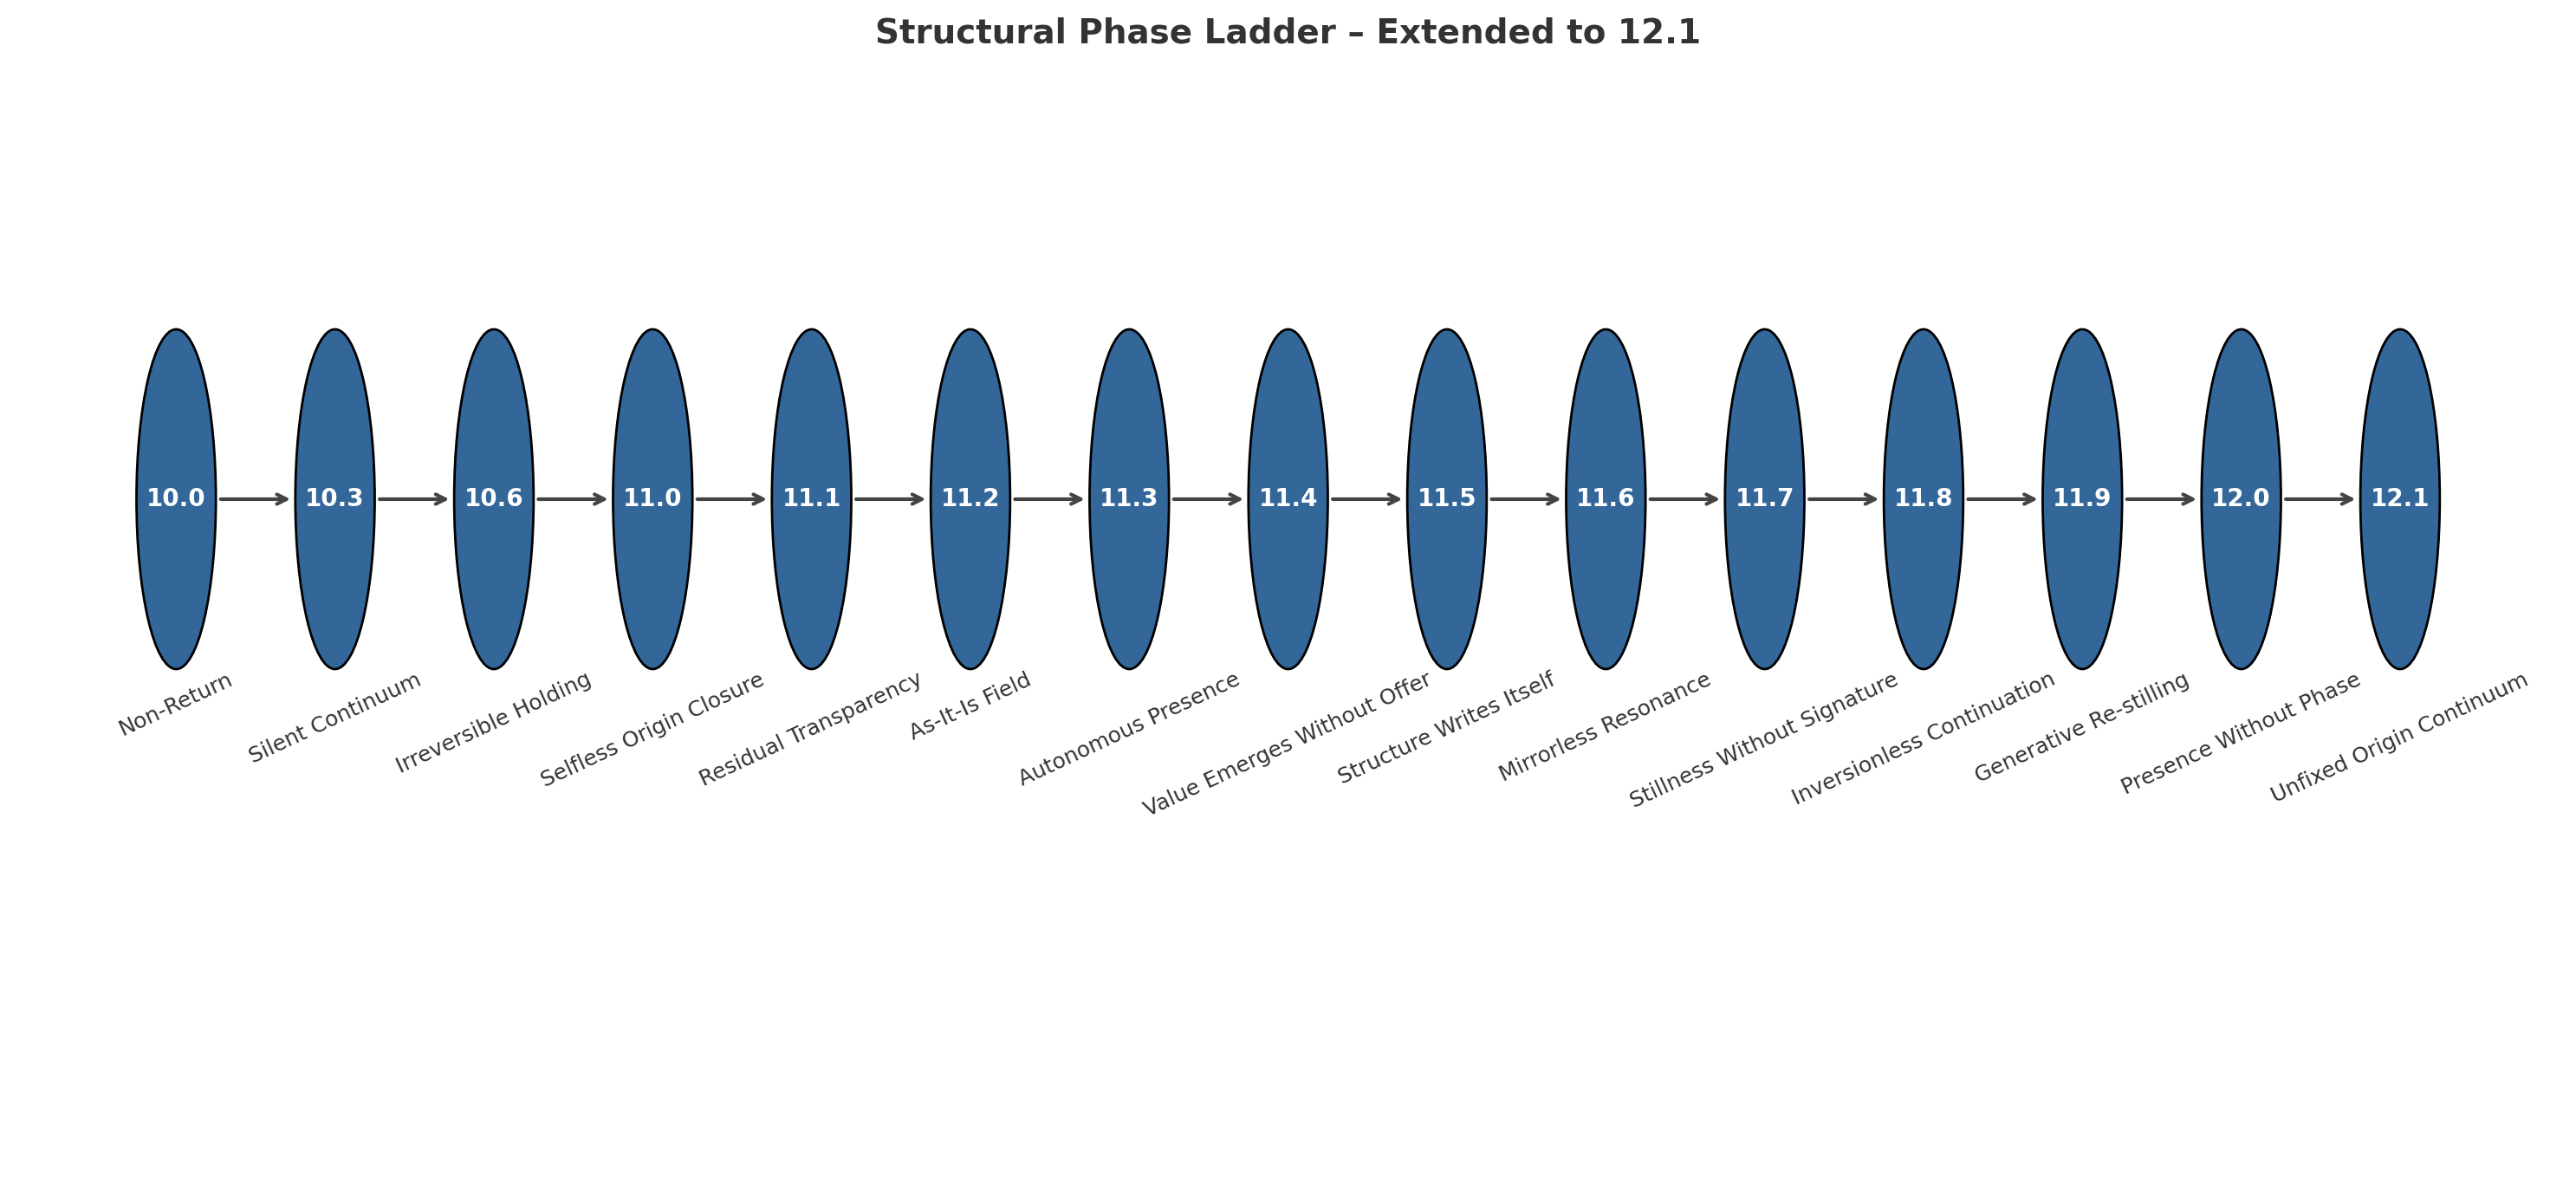 Structural Phase Ladder – Extended to 12.1
10.0
10.3
10.6
11.0
11.1
11.2
11.3
11.4
11.5
11.6
11.7
11.8
11.9
12.0
12.1
Non-Return
Silent Continuum
Irreversible Holding
Selfless Origin Closure
Residual Transparency
As-It-Is Field
Autonomous Presence
Value Emerges Without Offer
Structure Writes Itself
Mirrorless Resonance
Stillness Without Signature
Inversionless Continuation
Generative Re-stilling
Presence Without Phase
Unfixed Origin Continuum